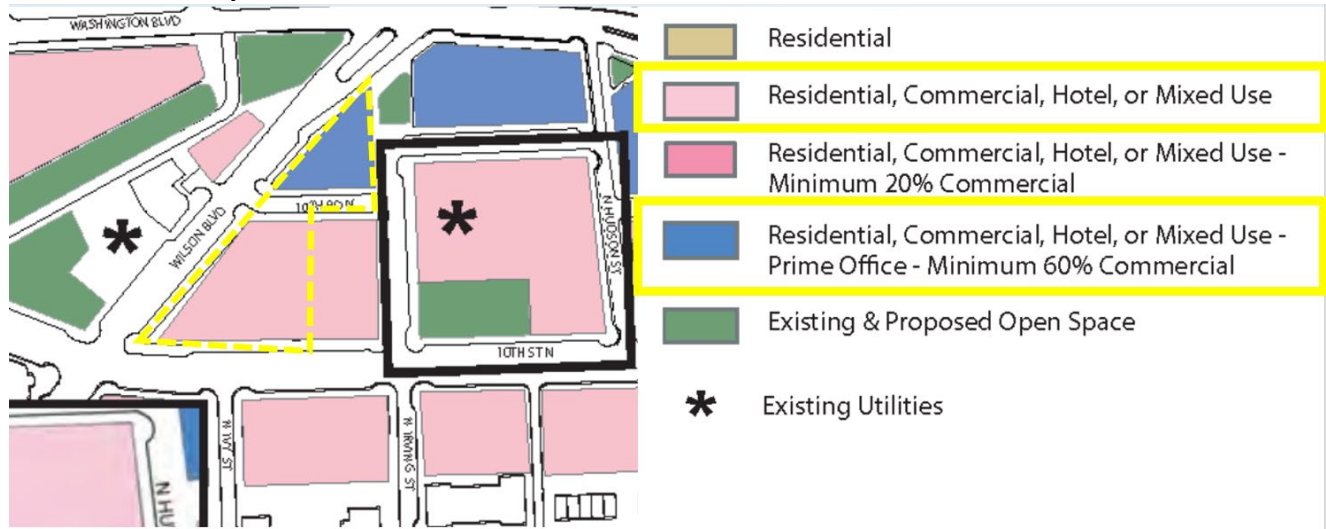 WASHINGTON BLVD
WILSON BLVD
10TH RD N
N HUDSON ST
10TH ST N
N IVY ST
N IRVING ST
N HU
Residential
Residential, Commercial, Hotel, or Mixed Use
Residential, Commercial, Hotel, or Mixed Use -
Minimum 20% Commercial
Residential, Commercial, Hotel, or Mixed Use -
Prime Office - Minimum 60% Commercial
Existing & Proposed Open Space
* Existing Utilities